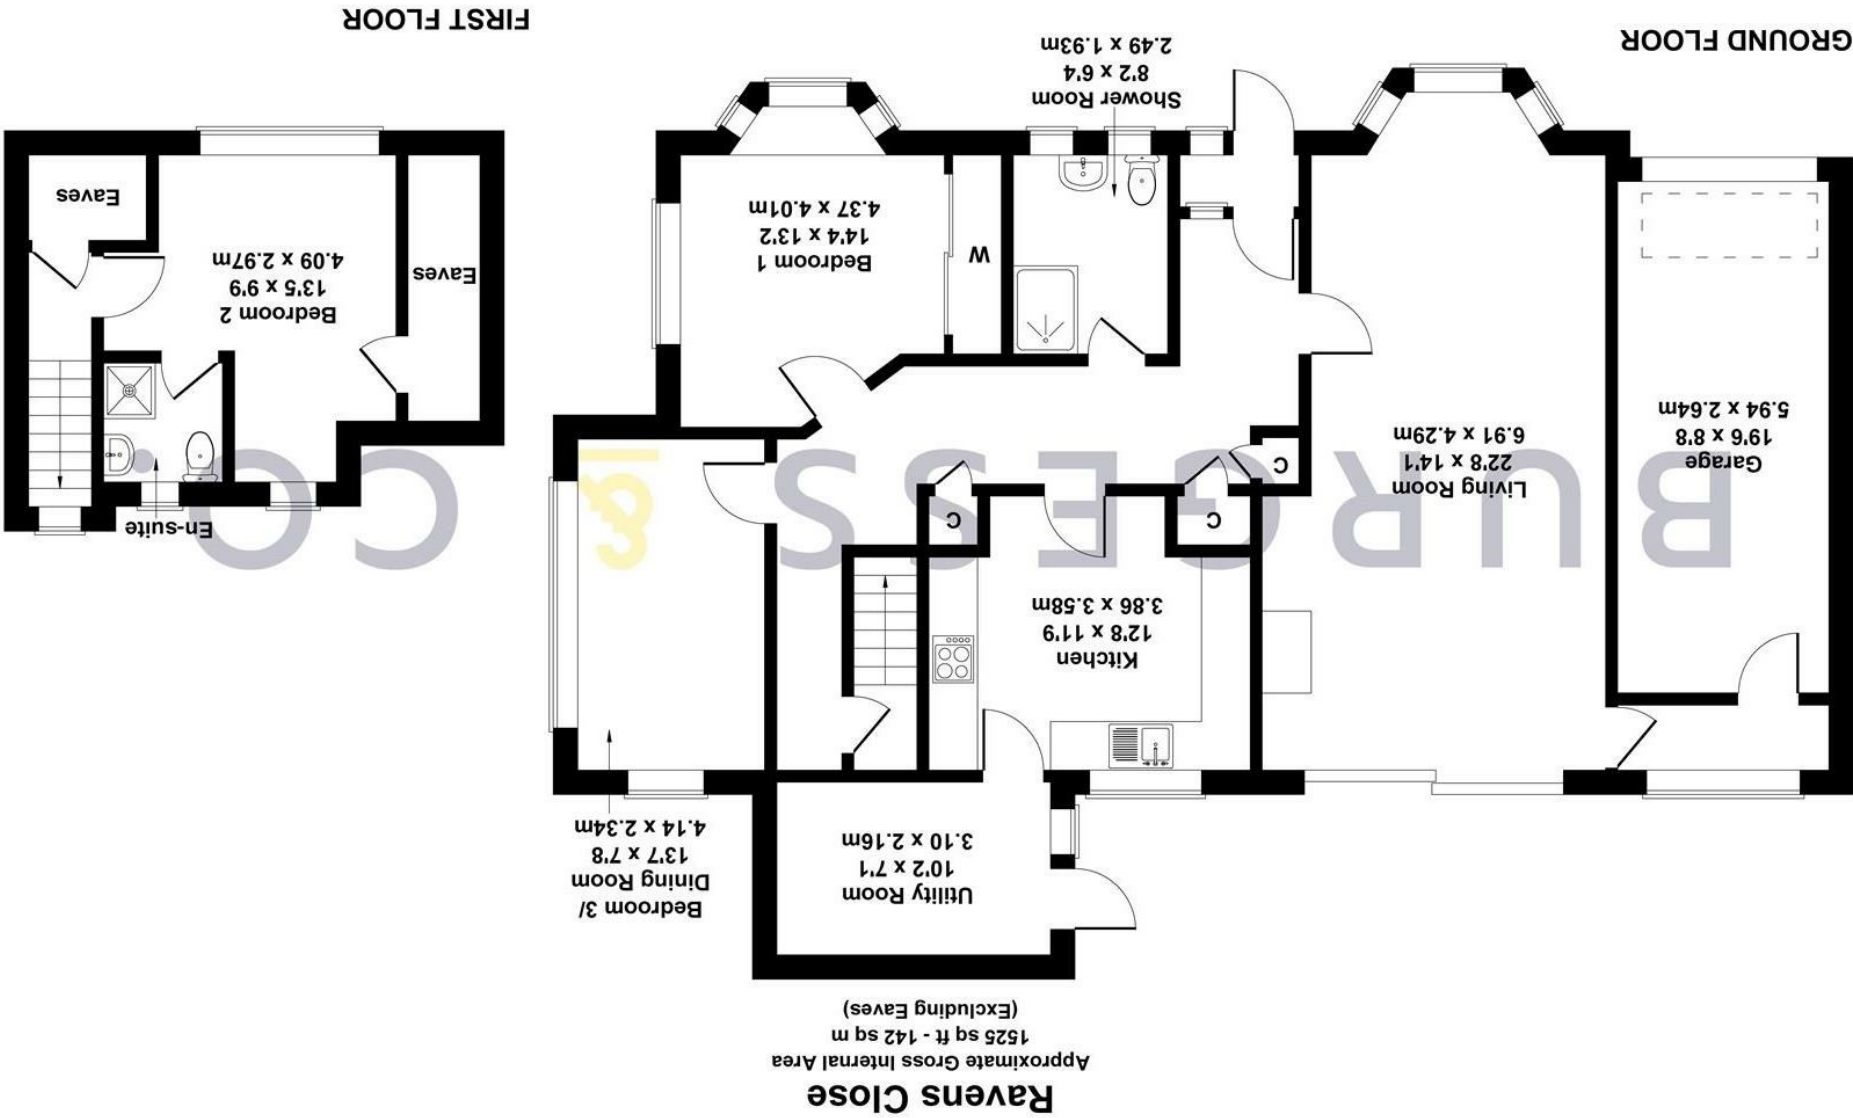 Ravens Close
Approximate Gross Internal Area
1525 sq ft - 142 sq m
(Excluding Eaves)
Utility Room
10'2 x 7'1
3.10 x 2.16m
Bedroom 3/
Dining Room
13'7 x 7'8
4.14 x 2.34m
Kitchen
12'8 x 11'9
3.86 x 3.58m
C
C
C
Living Room
22'8 x 14'1
6.91 x 4.29m
Garage
19'6 x 8'8
5.94 x 2.64m
BURGESS & CO.
En-suite
Bedroom 1
14'4 x 13'2
4.37 x 4.01m
W
Bedroom 2
13'5 x 9'9
4.09 x 2.97m
Eaves
Eaves
Shower Room
8'2 x 6'4
2.49 x 1.93m
GROUND FLOOR
FIRST FLOOR